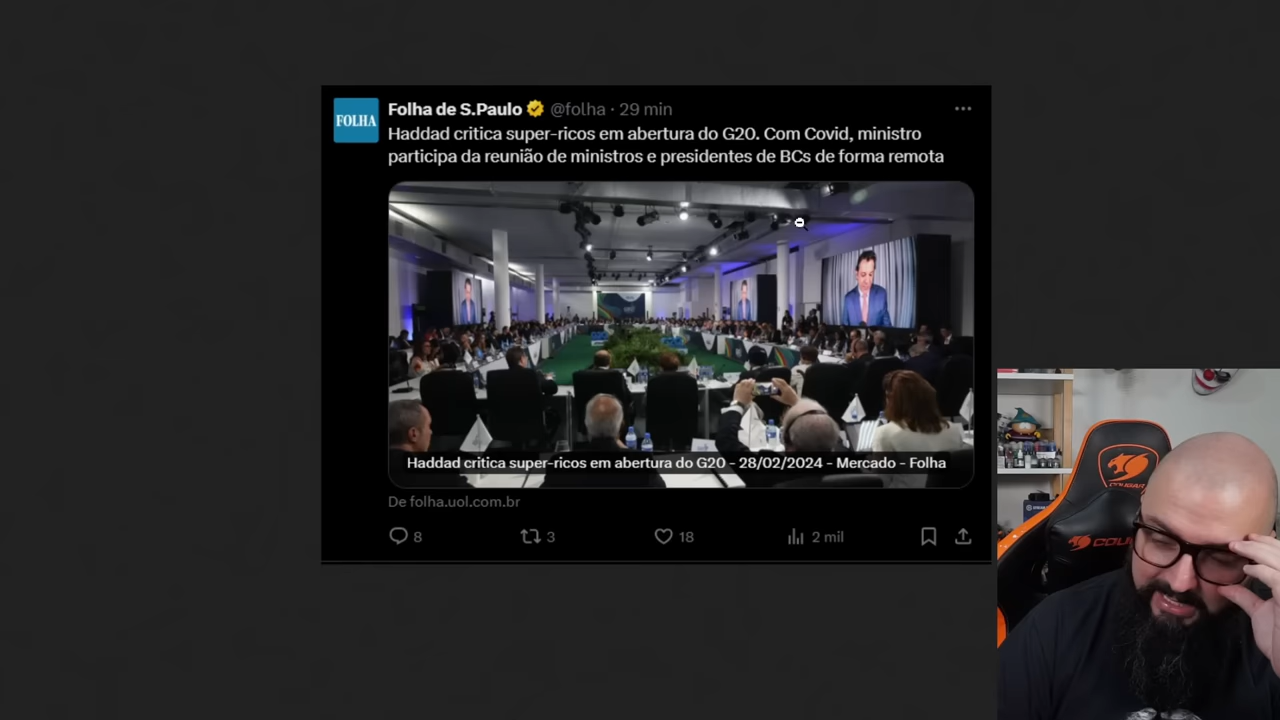 FOLHA
Folha de S.Paulo @folha · 29 min
Haddad critica super-ricos em abertura do G20. Com Covid, ministro
participa da reunião de ministros e presidentes de BCs de forma remota
Haddad critica super-ricos em abertura do G20 - 28/02/2024 - Mercado - Folha
De folha.uol.com.br
8
3
18
2 mil
COUGAR